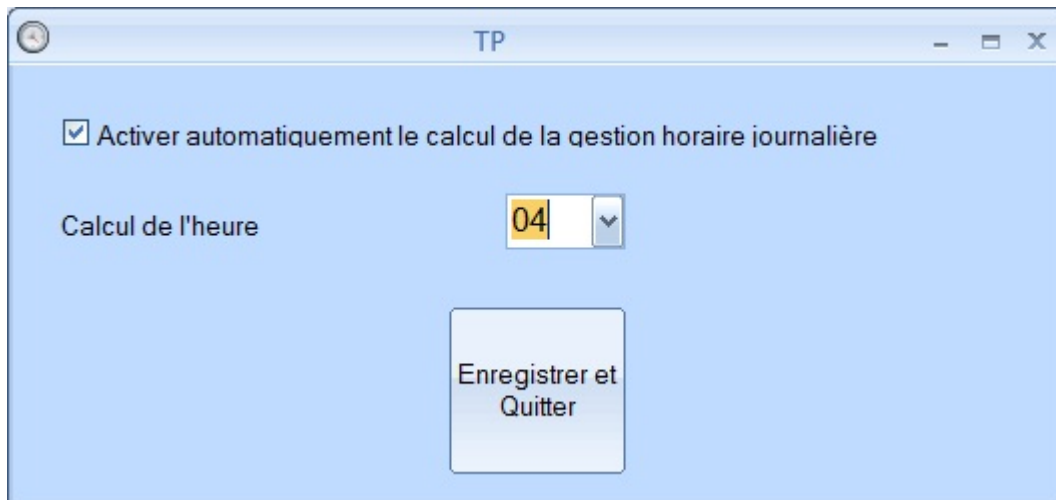 TP
Activer automatiquement le calcul de la gestion horaire journalière
Calcul de l'heure
04
Enregistrer et
Quitter